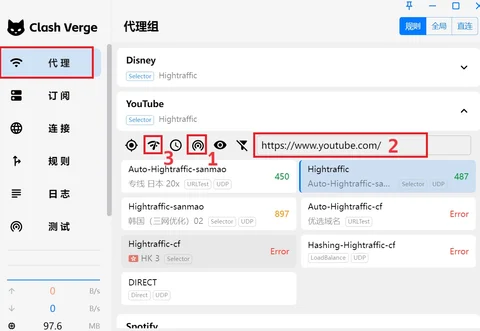 Clash Verge
代理组
规则
全局
直连
代 理
订 阅
连 接
规 则
日 志
测 试
Disney
Selector Hightraffic
YouTube
Selector Hightraffic
https://www.youtube.com/ 2
3 1
Auto-Hightraffic-sanmao
专线 日本 20x URLTest UDP
450
Hightraffic
Auto-Hightraffic-sa... Selector UDP
487
Hightraffic-sanmao
韩国（三网优化）02 Selector UDP
897
Auto-Hightraffic-cf
优选域名 URLTest
Error
Hightraffic-cf
HK 3 Selector
Error
Hashing-Hightraffic-cf
LoadBalance UDP
Error
DIRECT
Direct UDP
Spotify
0 B/s
0 B/s
97.6 MB